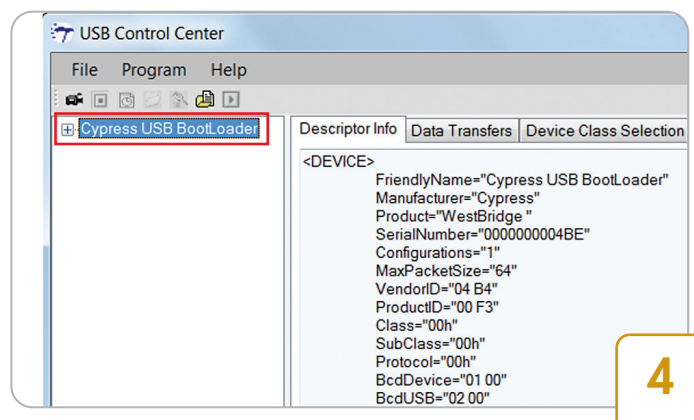 USB Control Center
File Program Help
Cypress USB BootLoader
Descriptor Info Data Transfers Device Class Selection
<DEVICE>
FriendlyName="Cypress USB BootLoader"
Manufacturer="Cypress"
Product="WestBridge "
SerialNumber="0000000004BE"
Configurations="1"
MaxPacketSize="64"
VendorID="04 B4"
ProductID="00 F3"
Class="00h"
SubClass="00h"
Protocol="00h"
BcdDevice="01 00"
BcdUSB="02 00"
4